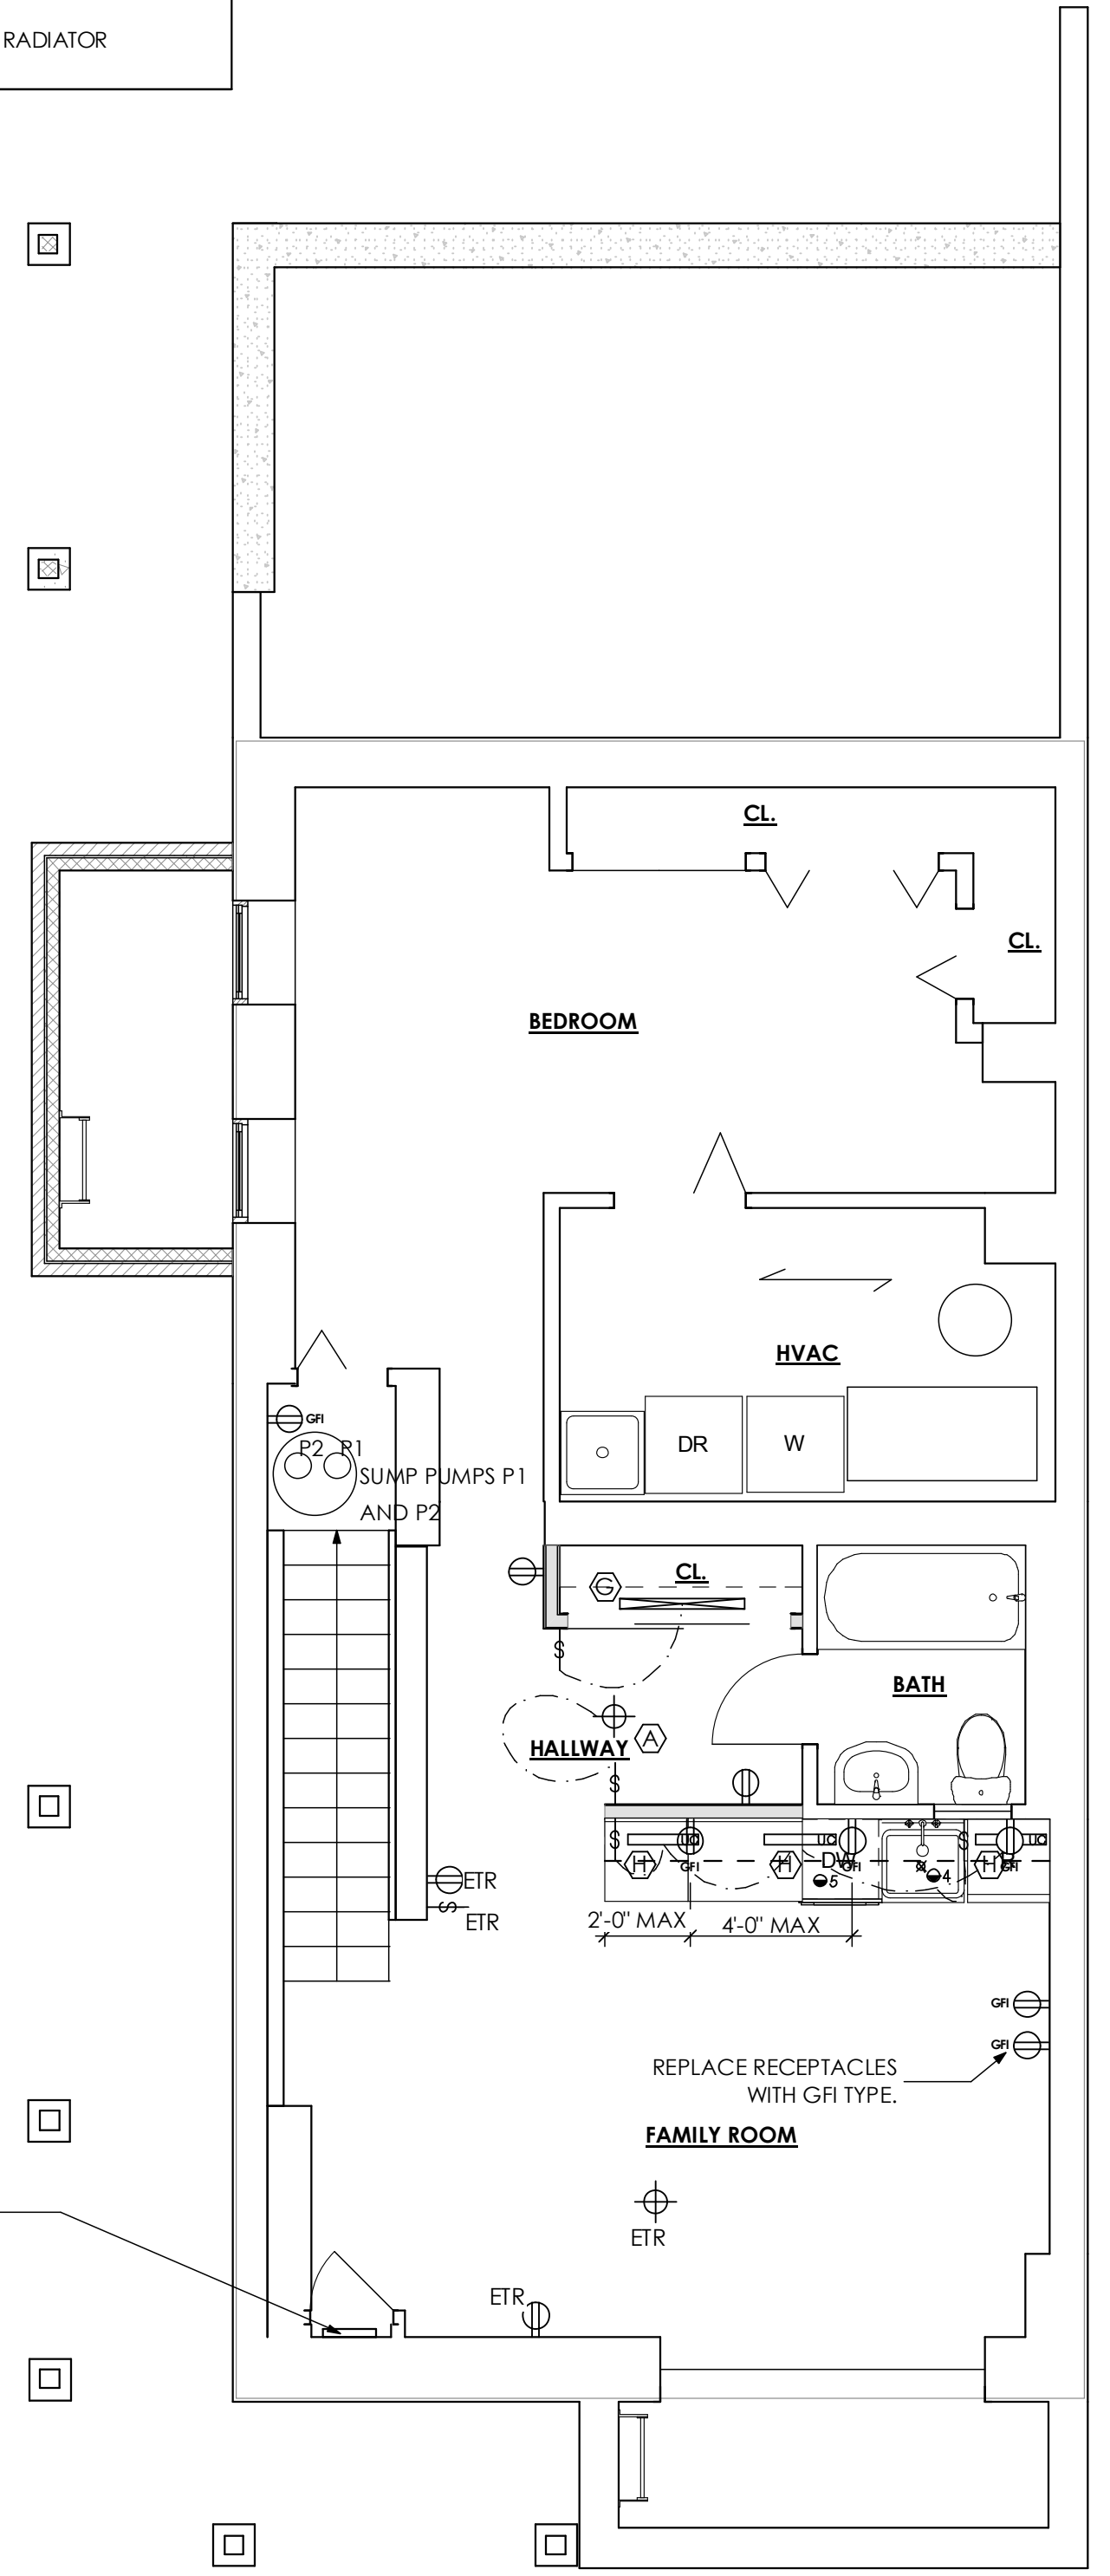 RADIATOR
CL.
CL.
BEDROOM
HVAC
GFI
P2 P1
SUMP PUMPS P1
AND P2
DR
W
CL.
G
S
BATH
A
HALLWAY
S
S
UC
UC
S
UC
H
GFI
H
DW
GFI
H
GFI
5
4
ETR
S
ETR
2'-0" MAX
4'-0" MAX
GFI
GFI
REPLACE RECEPTACLES
WITH GFI TYPE.
FAMILY ROOM
ETR
ETR